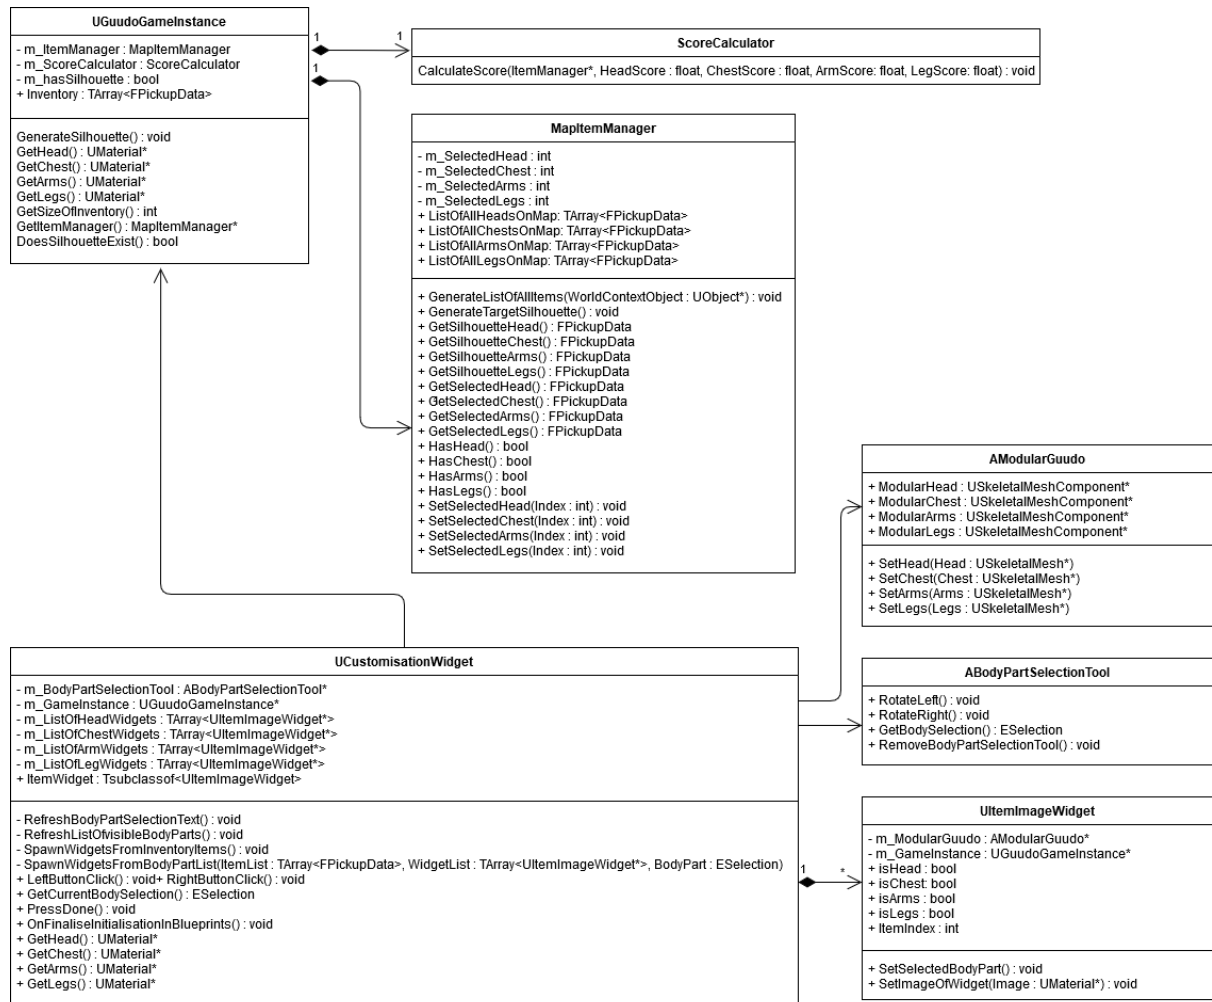 UGuudoGameInstance
- m_ItemManager : MapItemManager
- m_ScoreCalculator : ScoreCalculator
- m_hasSilhouette : bool
+ Inventory : TArray<FPickupData>
GenerateSilhouette() : void
GetHead() : UMaterial*
GetChest() : UMaterial*
GetArms() : UMaterial*
GetLegs() : UMaterial*
GetSizeOfInventory() : int
GetItemManager() : MapItemManager*
DoesSilhouetteExist() : bool
1
1
1
ScoreCalculator
CalculateScore(ItemManager*, HeadScore : float, ChestScore : float, ArmScore: float, LegScore: float) : void
MapItemManager
- m_SelectedHead : int
- m_SelectedChest : int
- m_SelectedArms : int
- m_SelectedLegs : int
+ ListOfAllHeadsOnMap: TArray<FPickupData>
+ ListOfAllChestsOnMap: TArray<FPickupData>
+ ListOfAllArmsOnMap: TArray<FPickupData>
+ ListOfAllLegsOnMap: TArray<FPickupData>
+ GenerateListOfAllItems(WorldContextObject : UObject*) : void
+ GenerateTargetSilhouette() : void
+ GetSilhouetteHead() : FPickupData
+ GetSilhouetteChest() : FPickupData
+ GetSilhouetteArms() : FPickupData
+ GetSilhouetteLegs() : FPickupData
+ GetSelectedHead() : FPickupData
+ GetSelectedChest() : FPickupData
+ GetSelectedArms() : FPickupData
+ GetSelectedLegs() : FPickupData
+ HasHead() : bool
+ HasChest() : bool
+ HasArms() : bool
+ HasLegs() : bool
+ SetSelectedHead(Index : int) : void
+ SetSelectedChest(Index : int) : void
+ SetSelectedArms(Index : int) : void
+ SetSelectedLegs(Index : int) : void
AModularGuudo
+ ModularHead : USkeletalMeshComponent*
+ ModularChest : USkeletalMeshComponent*
+ ModularArms : USkeletalMeshComponent*
+ ModularLegs : USkeletalMeshComponent*
+ SetHead(Head : USkeletalMesh*)
+ SetChest(Chest : USkeletalMesh*)
+ SetArms(Arms : USkeletalMesh*)
+ SetLegs(Legs : USkeletalMesh*)
UCustomisationWidget
- m_BodyPartSelectionTool : ABodyPartSelectionTool*
- m_GameInstance : UGuudoGameInstance*
- m_ListOfHeadWidgets : TArray<UItemImageWidget*>
- m_ListOfChestWidgets : TArray<UItemImageWidget*>
- m_ListOfArmWidgets : TArray<UItemImageWidget*>
- m_ListOfLegWidgets : TArray<UItemImageWidget*>
+ ItemWidget : Tsubclassof<UItemImageWidget>
- RefreshBodyPartSelectionText() : void
- RefreshListOfvisibleBodyParts() : void
- SpawnWidgetsFromInventoryItems() : void
- SpawnWidgetsFromBodyPartList(ItemList : TArray<FPickupData>, WidgetList : TArray<UItemImageWidget*>, BodyPart : ESelection)
+ LeftButtonClick() : void+ RightButtonClick() : void
+ GetCurrentBodySelection() : ESelection
+ PressDone() : void
+ OnFinaliseInitialisationInBlueprints() : void
+ GetHead() : UMaterial*
+ GetChest() : UMaterial*
+ GetArms() : UMaterial*
+ GetLegs() : UMaterial*
ABodyPartSelectionTool
+ RotateLeft() : void
+ RotateRight() : void
+ GetBodySelection() : ESelection
+ RemoveBodyPartSelectionTool() : void
1
*
UItemImageWidget
- m_ModularGuudo : AModularGuudo*
- m_GameInstance : UGuudoGameInstance*
+ isHead : bool
+ isChest : bool
+ isArms : bool
+ isLegs : bool
+ ItemIndex : int
+ SetSelectedBodyPart() : void
+ SetImageOfWidget(Image : UMaterial*) : void